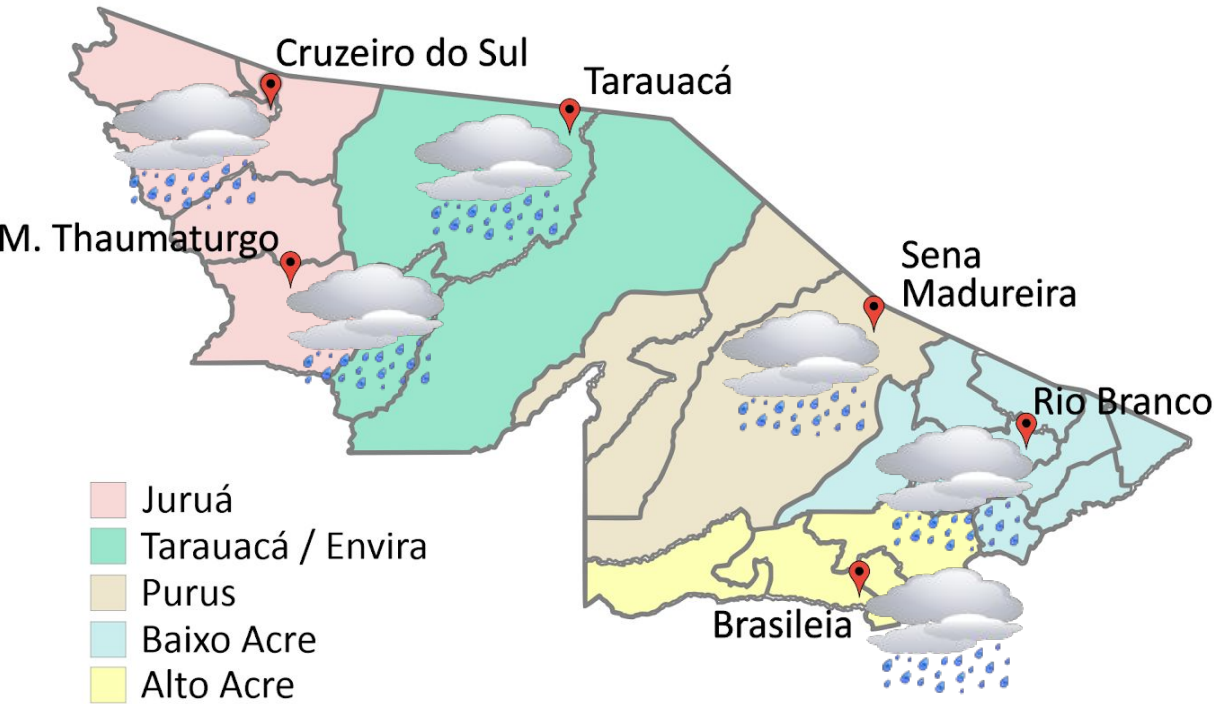 Cruzeiro do Sul
Tarauacá
M. Thaumaturgo
Sena
Madureira
Rio Branco
Brasileia
Juruá
Tarauacá / Envira
Purus
Baixo Acre
Alto Acre